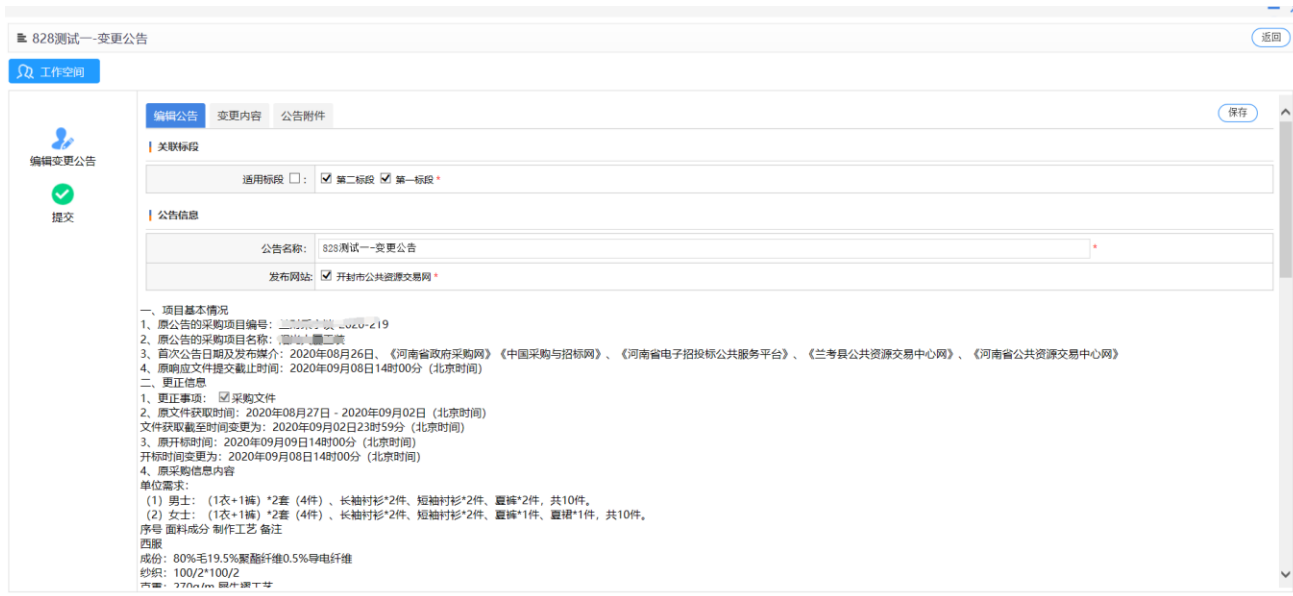 828测试一-变更公告
返回
工作空间
编辑公告 变更内容 公告附件
保存
编辑变更公告
提交
关联标段
适用标段 : 第二标段 第一标段 *
公告信息
公告名称: 828测试一-变更公告 *
发布网站: 开封市公共资源交易网 *
一、项目基本情况
1、原公告的采购项目编号: 2020-219
2、原公告的采购项目名称:
3、首次公告日期及发布媒介: 2020年08月26日、《河南省政府采购网》《中国采购与招标网》、《河南省电子招投标公共服务平台》、《兰考县公共资源交易中心网》、《河南省公共资源交易中心网》
4、原响应文件提交截止时间: 2020年09月08日14时00分 (北京时间)
二、更正信息
1、更正事项: 采购文件
2、原文件获取时间: 2020年08月27日 - 2020年09月02日 (北京时间)
文件获取截至时间变更为: 2020年09月02日23时59分 (北京时间)
3、原开标时间: 2020年09月09日14时00分 (北京时间)
开标时间变更为: 2020年09月08日14时00分 (北京时间)
4、原采购信息内容
单位需求:
(1) 男士: (1衣+1裤) *2套 (4件) 、长袖衬衫*2件、短袖衬衫*2件、夏裤*2件, 共10件。
(2) 女士: (1衣+1裤) *2套 (4件) 、长袖衬衫*2件、短袖衬衫*2件、夏裤*1件、夏裙*1件, 共10件。
序号 面料成分 制作工艺 备注
西服
成份: 80%毛19.5%聚酯纤维0.5%导电纤维
纱织: 100/2*100/2
克重: 270g/m